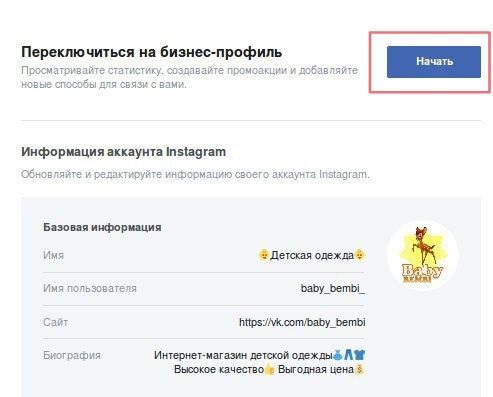 Переключиться на бизнес-профиль
Просматривайте статистику, создавайте промоакции и добавляйте
новые способы для связи с вами.
Начать
Информация аккаунта Instagram
Обновляйте и редактируйте информацию своего аккаунта Instagram.
Базовая информация
Имя 👶Детская одежда👶
Имя пользователя baby_bembi_
Сайт https://vk.com/baby_bembi
Биография Интернет-магазин детской одежды👗👖👕
Высокое качество👍 Выгодная цена💰
Baby
BEMBI